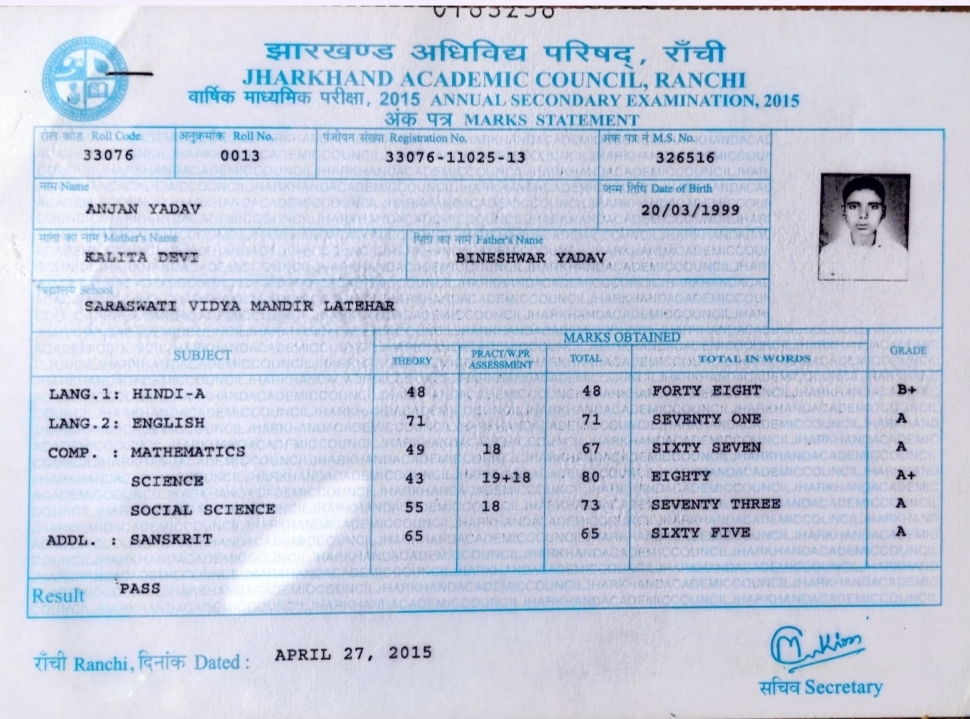 झारखण्ड अधिविद्य परिषद्, राँची
JHARKHAND ACADEMIC COUNCIL, RANCHI
वार्षिक माध्यमिक परीक्षा, 2015 ANNUAL SECONDARY EXAMINATION, 2015
अंक पत्र MARKS STATEMENT
रोल कोड Roll Code अनुक्रमांक Roll No. पंजीयन संख्या Registration No. अंक पत्र नं M.S. No.
33076 0013 33076-11025-13 326516
नाम Name जन्म तिथि Date of Birth
ANJAN YADAV 20/03/1999
माता का नाम Mother's Name पिता का नाम Father's Name
KALITA DEVI BINESHWAR YADAV
विद्यालय School
SARASWATI VIDYA MANDIR LATEHAR
MARKS OBTAINED
SUBJECT THEORY PRACT/W.PR ASSESSMENT TOTAL TOTAL IN WORDS GRADE
LANG.1: HINDI-A 48 48 FORTY EIGHT B+
LANG.2: ENGLISH 71 71 SEVENTY ONE A
COMP. : MATHEMATICS 49 18 67 SIXTY SEVEN A
SCIENCE 43 19+18 80 EIGHTY A+
SOCIAL SCIENCE 55 18 73 SEVENTY THREE A
ADDL. : SANSKRIT 65 65 SIXTY FIVE A
Result PASS
राँची Ranchi, दिनांक Dated : APRIL 27, 2015
सचिव Secretary